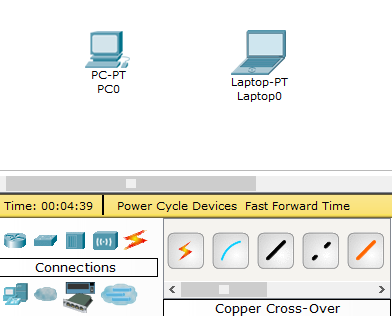 PC-PT
PC0
Laptop-PT
Laptop0
Time: 00:04:39
Power Cycle Devices Fast Forward Time
Connections
Copper Cross-Over